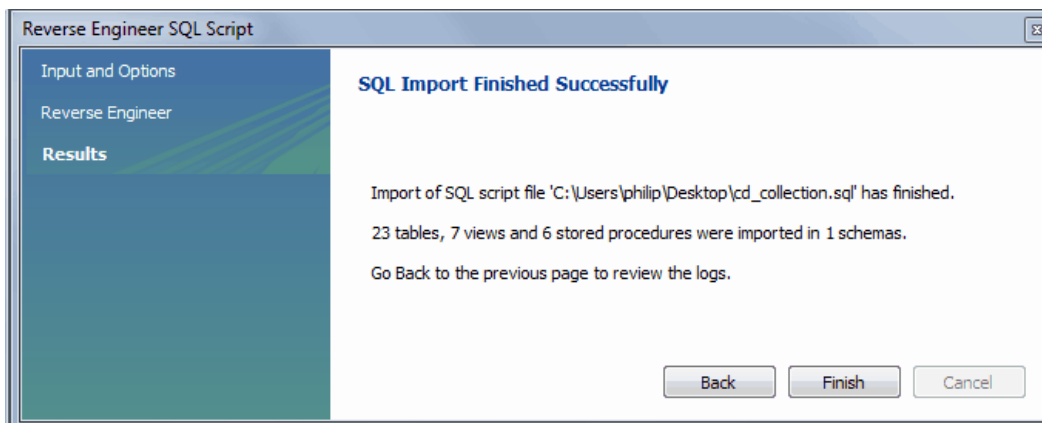 Reverse Engineer SQL Script
Input and Options
Reverse Engineer
Results
SQL Import Finished Successfully
Import of SQL script file 'C:\Users\philip\Desktop\cd_collection.sql' has finished.
23 tables, 7 views and 6 stored procedures were imported in 1 schemas.
Go Back to the previous page to review the logs.
Back
Finish
Cancel